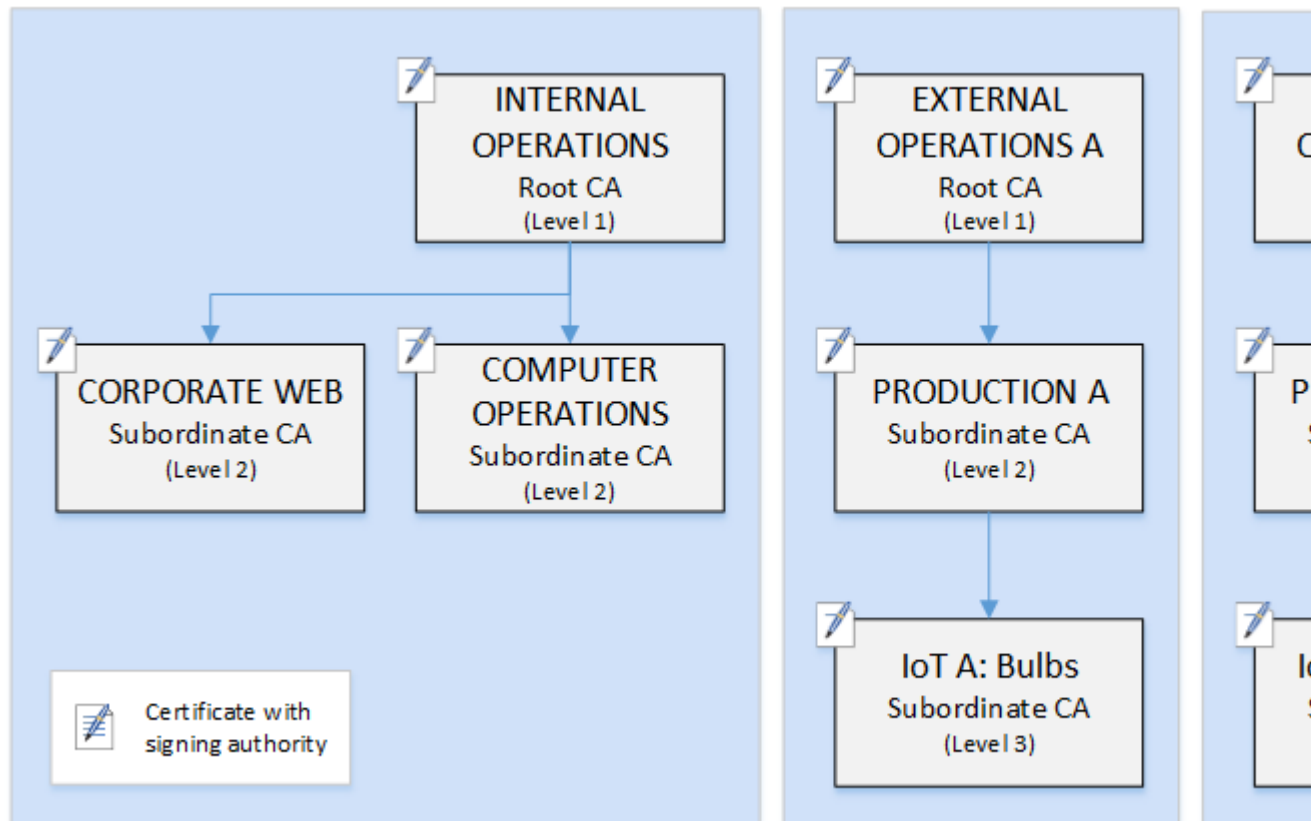 INTERNAL
OPERATIONS
Root CA
(Level 1)
CORPORATE WEB
Subordinate CA
(Level 2)
COMPUTER
OPERATIONS
Subordinate CA
(Level 2)
Certificate with
signing authority
EXTERNAL
OPERATIONS A
Root CA
(Level 1)
PRODUCTION A
Subordinate CA
(Level 2)
IoT A: Bulbs
Subordinate CA
(Level 3)